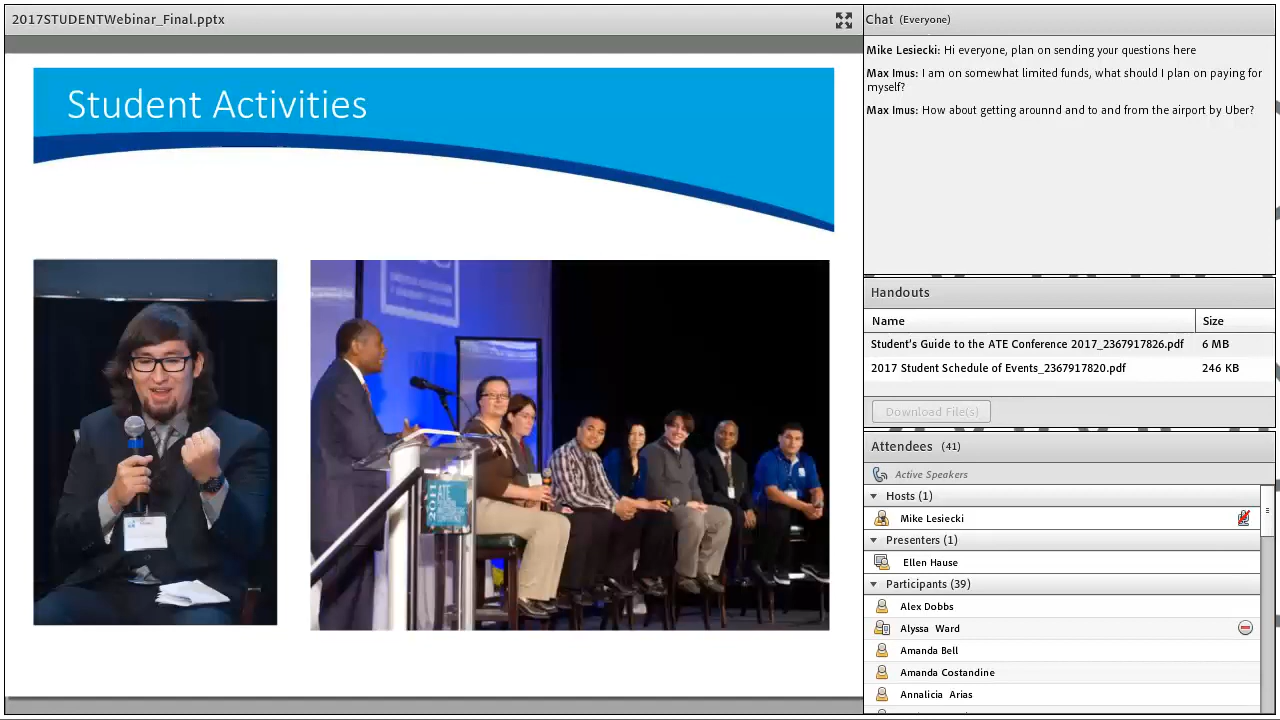 2017STUDENTWebinar_Final.pptx
Student Activities
2011
ATE
Chat (Everyone)
Mike Lesiecki: Hi everyone, plan on sending your questions here
Max Imus: I am on somewhat limited funds, what should I plan on paying for
myself?
Max Imus: How about getting around and to and from the airport by Uber?
Handouts
Name Size
Student's Guide to the ATE Conference 2017_2367917826.pdf 6 MB
2017 Student Schedule of Events_2367917820.pdf 246 KB
Download File(s)
Attendees (41)
Active Speakers
Hosts (1)
Mike Lesiecki
Presenters (1)
Ellen Hause
Participants (39)
Alex Dobbs
Alyssa Ward
Amanda Bell
Amanda Costandine
Annalicia Arias